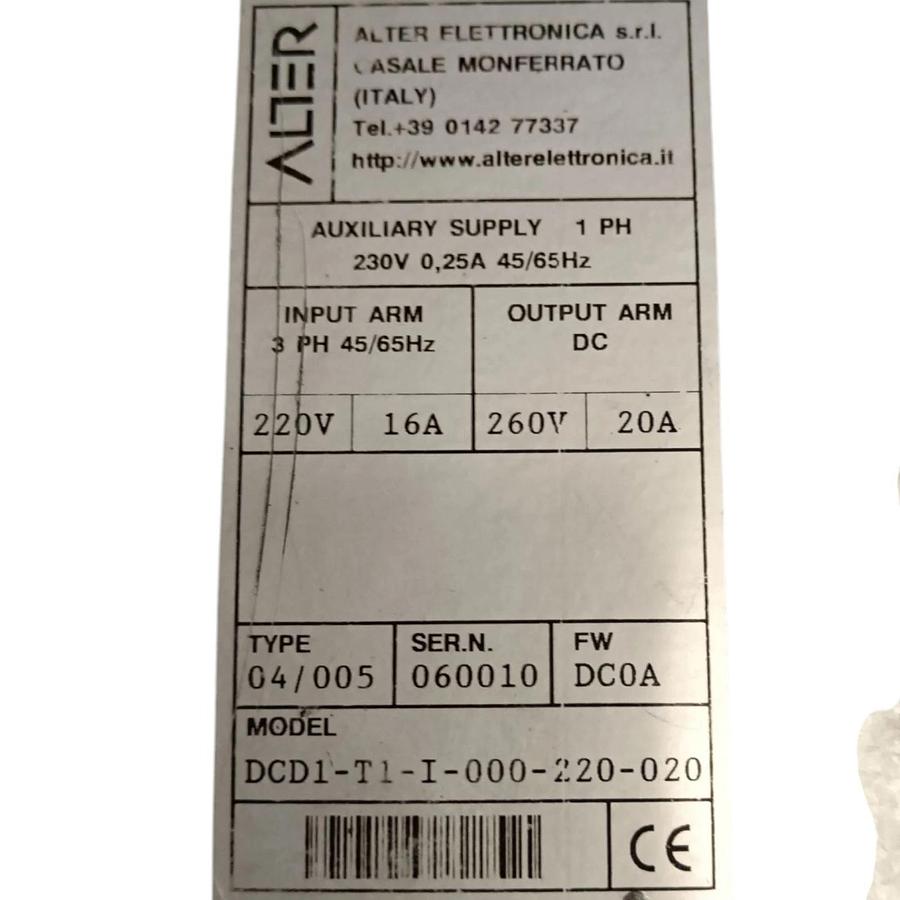 ALTER
ALTER ELETTRONICA s.r.l.
CASALE MONFERRATO
(ITALY)
Tel.+39 0142 77337
http://www.alterelettronica.it
AUXILIARY SUPPLY 1 PH
230V 0,25A 45/65Hz
INPUT ARM
3 PH 45/65Hz
OUTPUT ARM
DC
220V 16A 260V 20A
TYPE SER.N. FW
04/005 060010 DC0A
MODEL
DCD1-T1-I-000-220-020
CE